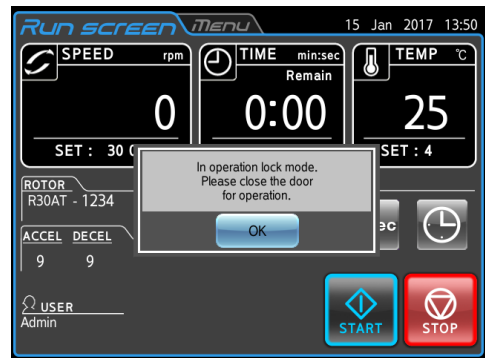 Run screen Menu 15 Jan 2017 13:50
SPEED rpm
TIME min:sec
Remain
TEMP °C
0
0:00
25
SET : 30
SET : 4
In operation lock mode.
Please close the door
for operation.
OK
ROTOR
R30AT - 1234
ACCEL DECEL
9 9
USER
Admin
START
STOP